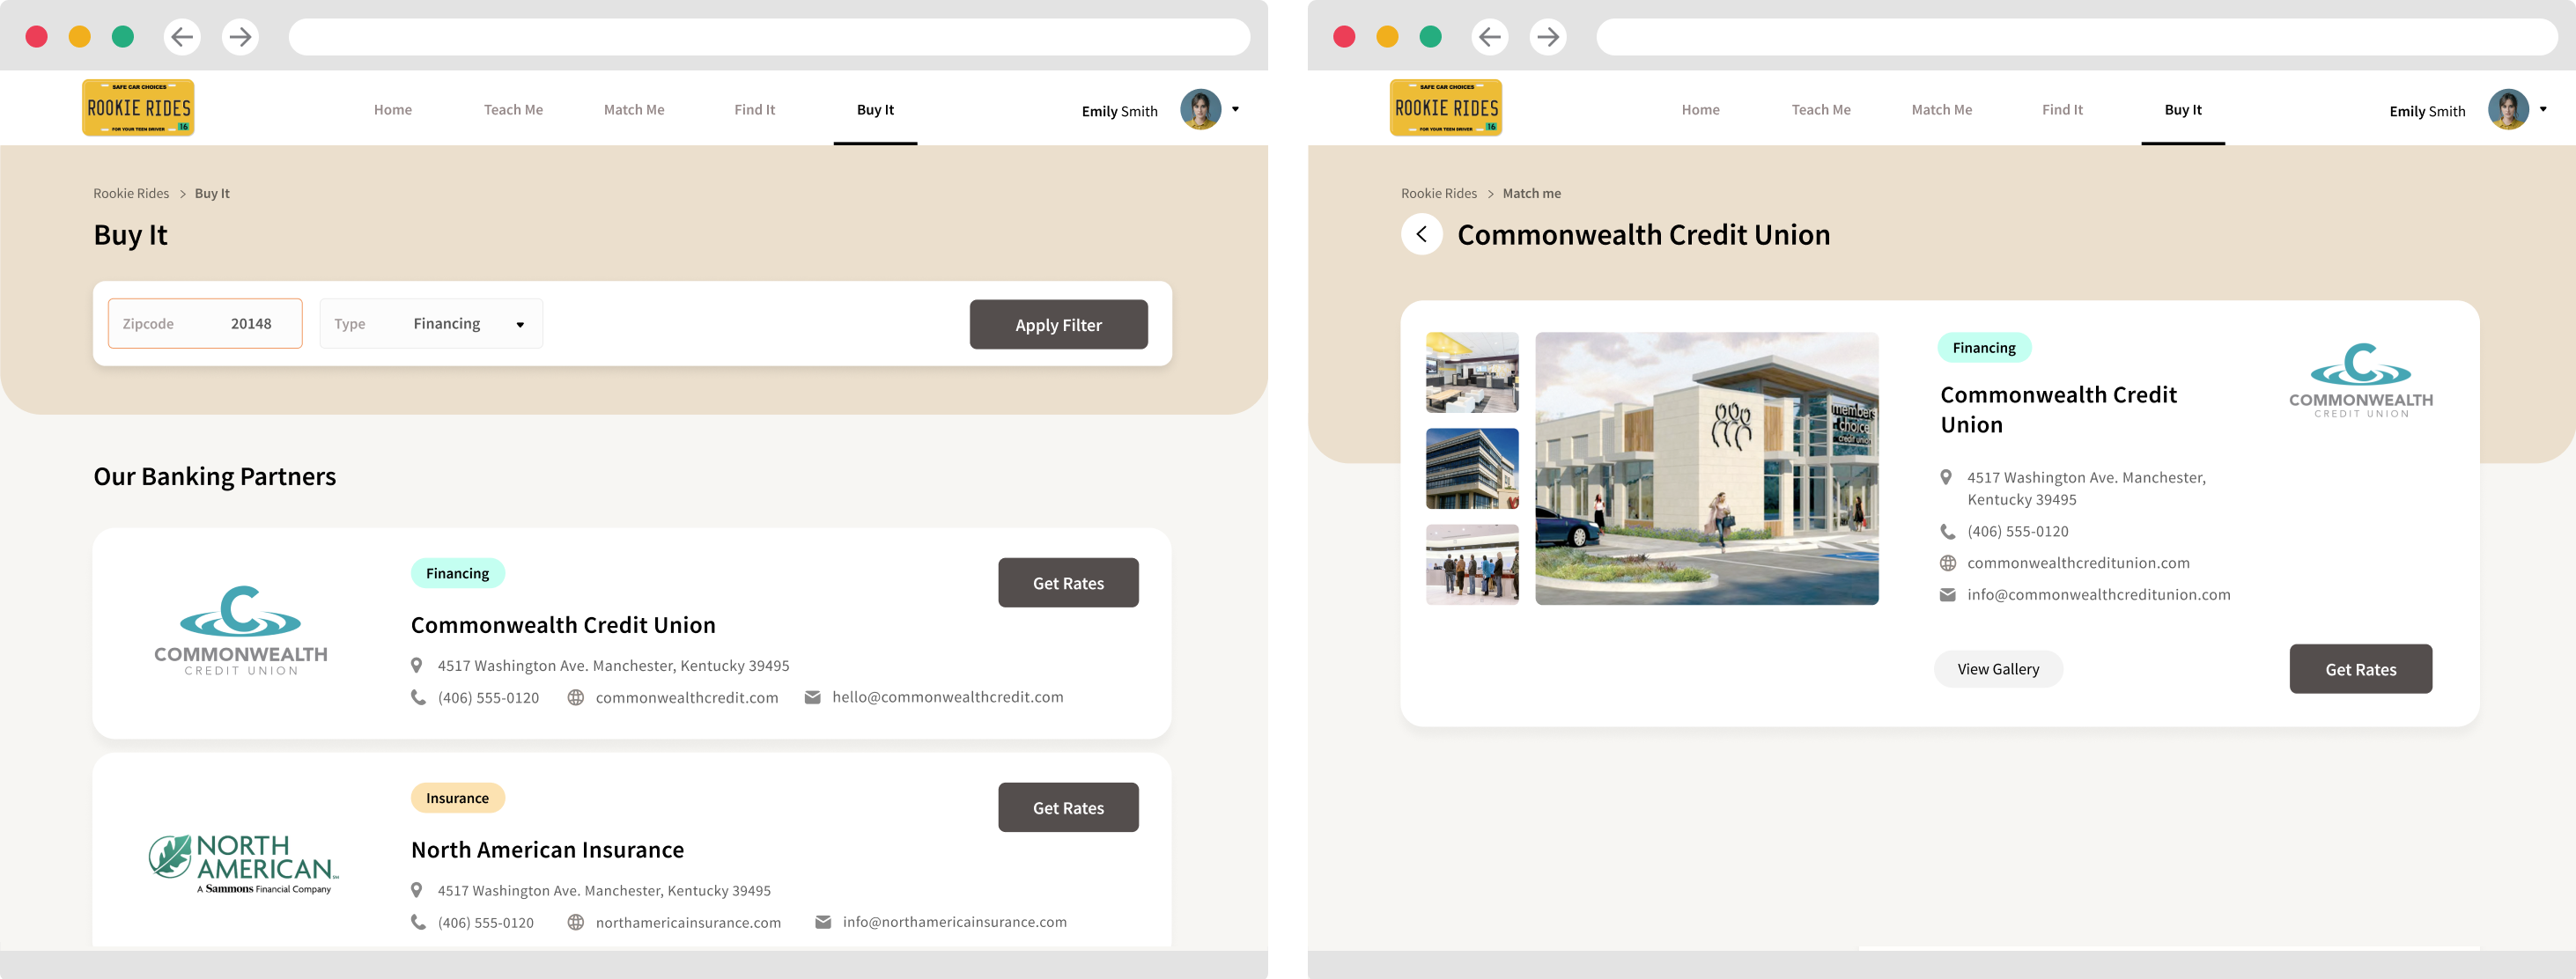 SAFE CAR CHOICES
ROOKIE RIDES
16
FOR YOUR TEEN DRIVER
Home
Teach Me
Match Me
Find It
Buy It
Emily Smith
Rookie Rides > Buy It
Buy It
Zipcode 20148
Type Financing
Apply Filter
Our Banking Partners
C
COMMONWEALTH
CREDIT UNION
Financing
Get Rates
Commonwealth Credit Union
4517 Washington Ave. Manchester, Kentucky 39495
(406) 555-0120 commonwealthcredit.com hello@commonwealthcredit.com
NORTH
AMERICAN
A Sammons Financial Company
Insurance
Get Rates
North American Insurance
4517 Washington Ave. Manchester, Kentucky 39495
(406) 555-0120 northamericainsurance.com info@northamericainsurance.com
SAFE CAR CHOICES
ROOKIE RIDES
16
FOR YOUR TEEN DRIVER
Home
Teach Me
Match Me
Find It
Buy It
Emily Smith
Rookie Rides > Match me
Commonwealth Credit Union
members
choice
credit union
Financing
Commonwealth Credit
Union
C
COMMONWEALTH
CREDIT UNION
4517 Washington Ave. Manchester,
Kentucky 39495
(406) 555-0120
commonwealthcreditunion.com
info@commonwealthcreditunion.com
View Gallery
Get Rates